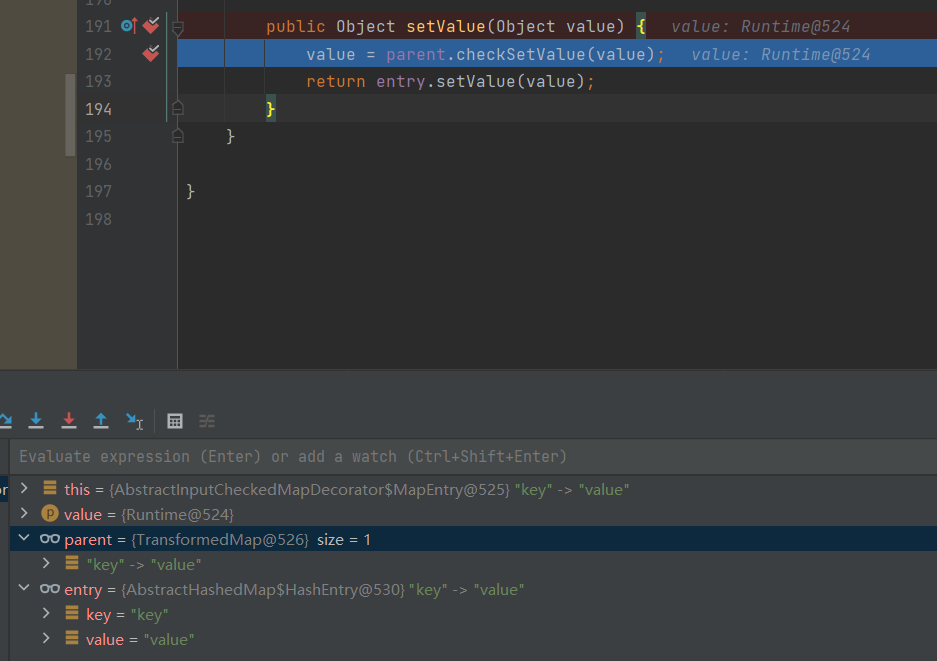 190
191 public Object setValue(Object value) { value: Runtime@524
192 value = parent.checkSetValue(value); value: Runtime@524
193 return entry.setValue(value);
194 }
195 }
196
197 }
198
Evaluate expression (Enter) or add a watch (Ctrl+Shift+Enter)
or
this = {AbstractInputCheckedMapDecorator$MapEntry@525} "key" -> "value"
p value = {Runtime@524}
parent = {TransformedMap@526} size = 1
"key" -> "value"
entry = {AbstractHashedMap$HashEntry@530} "key" -> "value"
key = "key"
value = "value"